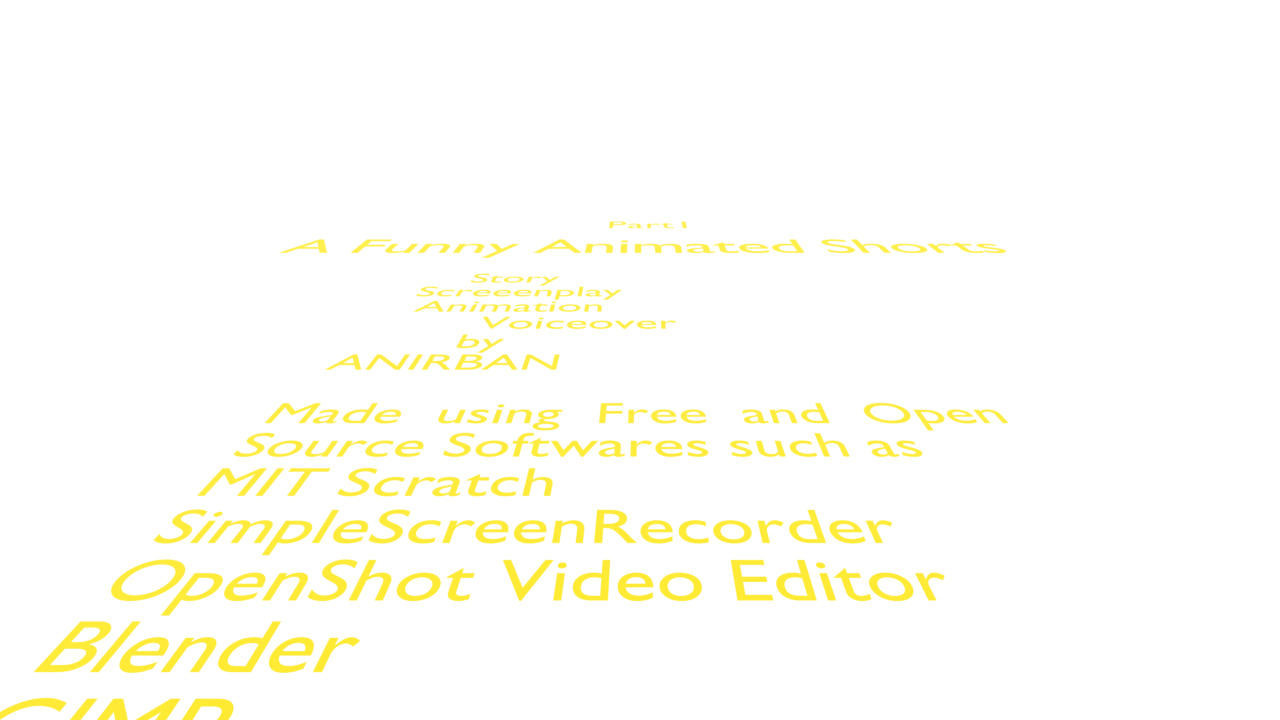 Part I
A Funny Animated Shorts
Story
Screeenplay
Animation
Voiceover
by
ANIRBAN
Made using Free and Open
Source Softwares such as
MIT Scratch
SimpleScreenRecorder
OpenShot Video Editor
Blender
GIMP